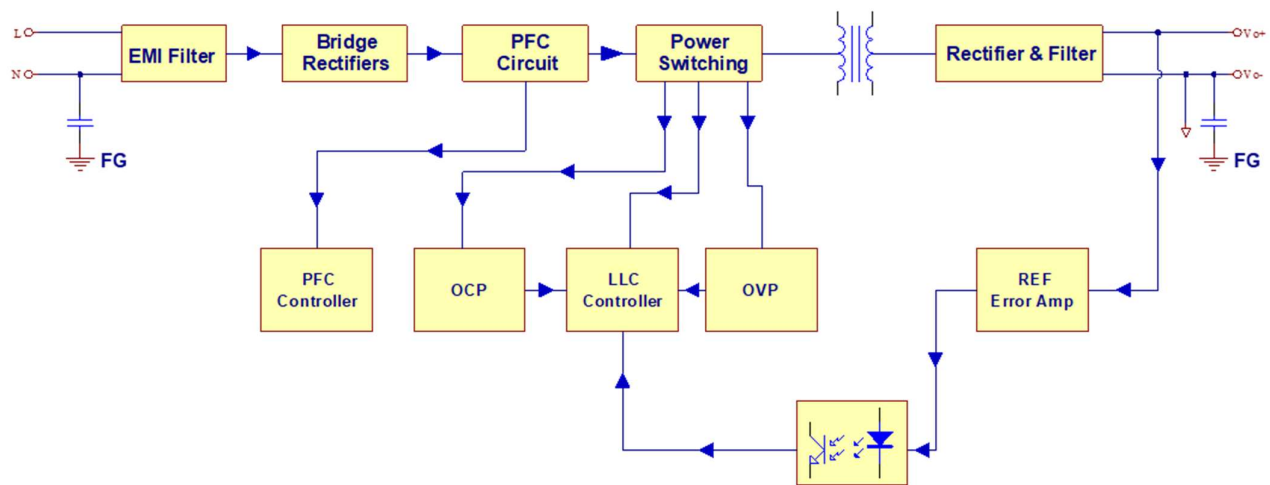 L
N
EMI Filter
Bridge
Rectifiers
PFC
Circuit
Power
Switching
Rectifier & Filter
Vo+
Vo-
FG
FG
PFC
Controller
OCP
LLC
Controller
OVP
REF
Error Amp